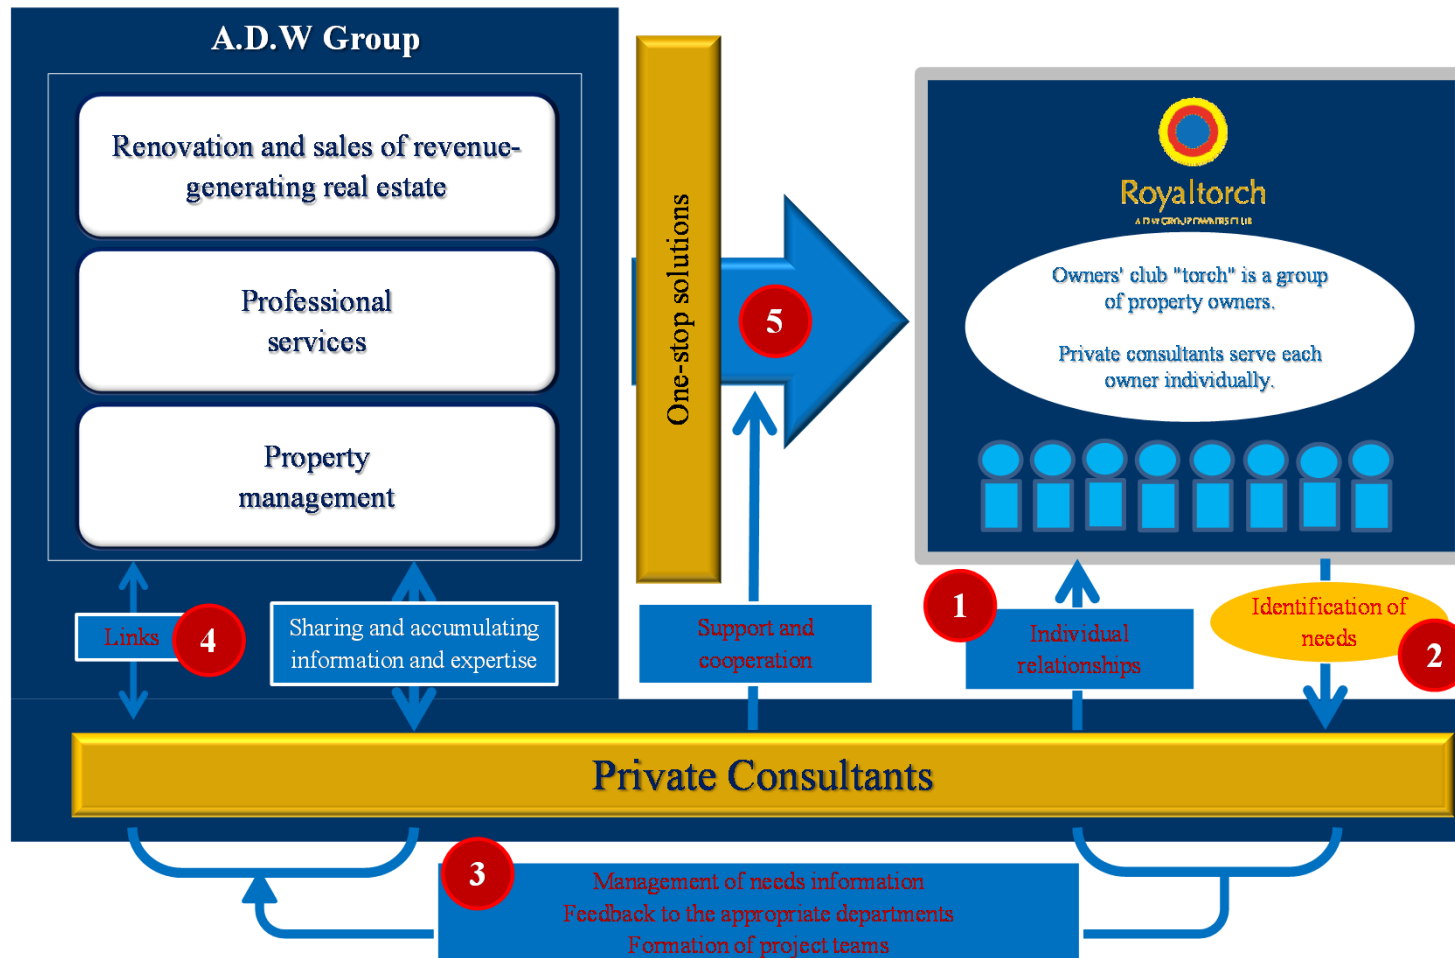 A.D.W Group
Renovation and sales of revenue-
generating real estate
Professional
services
Property
management
One-stop solutions
5
Royaltorch
A.D.W GROUP OWNERS CLUB
Owners' club "torch" is a group
of property owners.
Private consultants serve each
owner individually.
Links
4
Sharing and accumulating
information and expertise
Support and
cooperation
1
Individual
relationships
Identification of
needs
2
Private Consultants
3
Management of needs information
Feedback to the appropriate departments
Formation of project teams